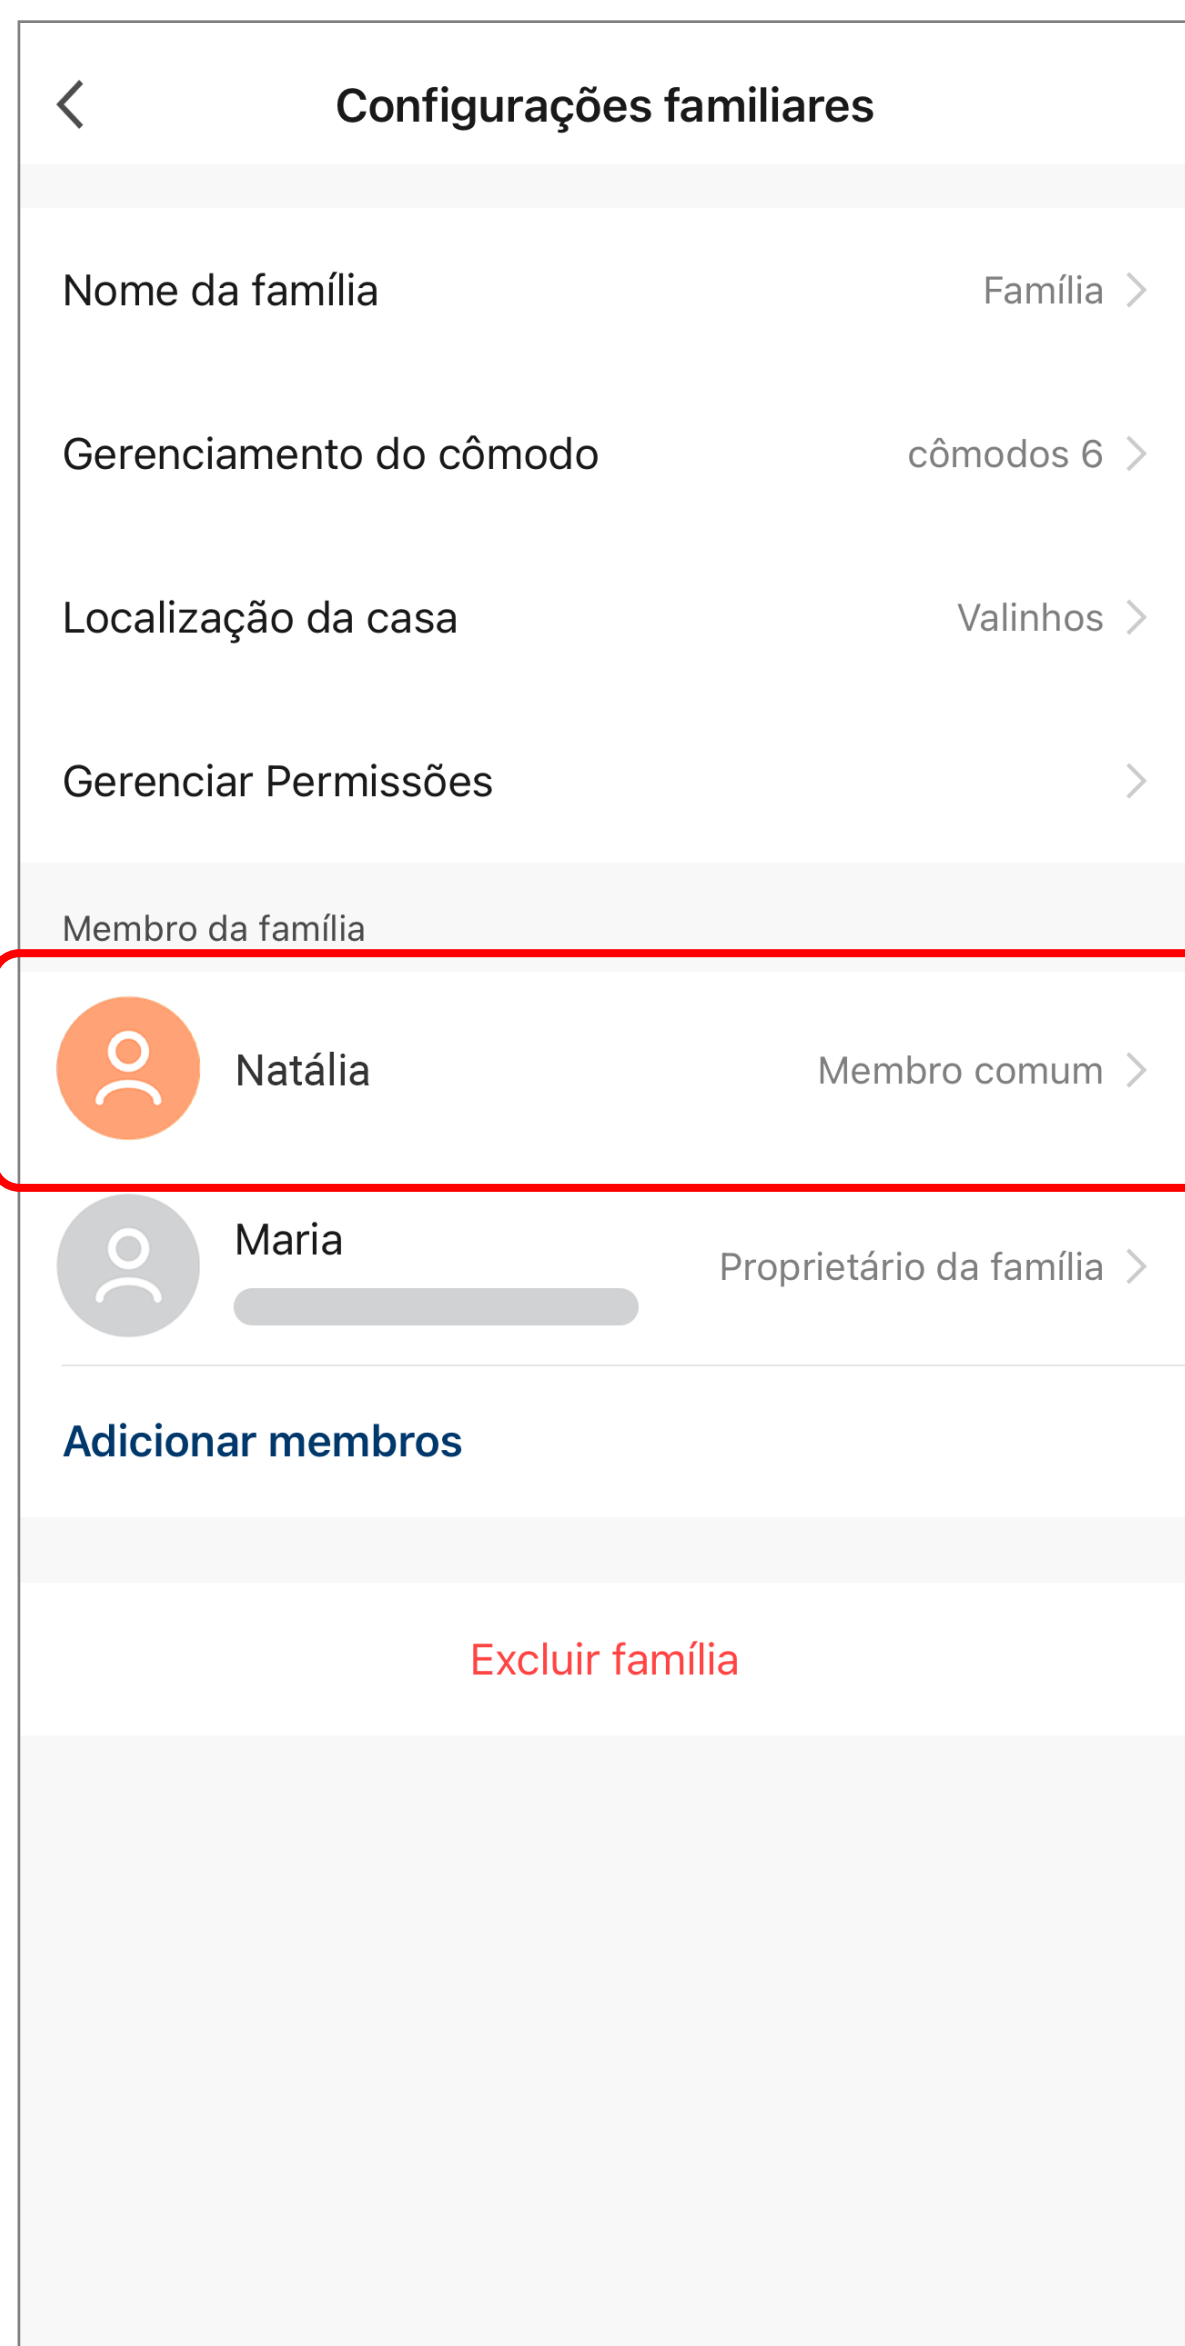 Configurações familiares
Nome da família Família
Gerenciamento do cômodo cômodos 6
Localização da casa Valinhos
Gerenciar Permissões
Membro da família
Natália Membro comum
Maria Proprietário da família
Adicionar membros
Excluir família